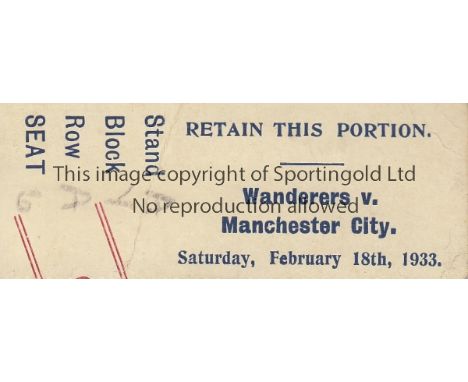 Stand
Block
Row
SEAT
RETAIN THIS PORTION.
This image copyright of Sportingold Ltd
Wanderers v.
No reproduction allowed
Manchester City.
Saturday, February 18th, 1933.